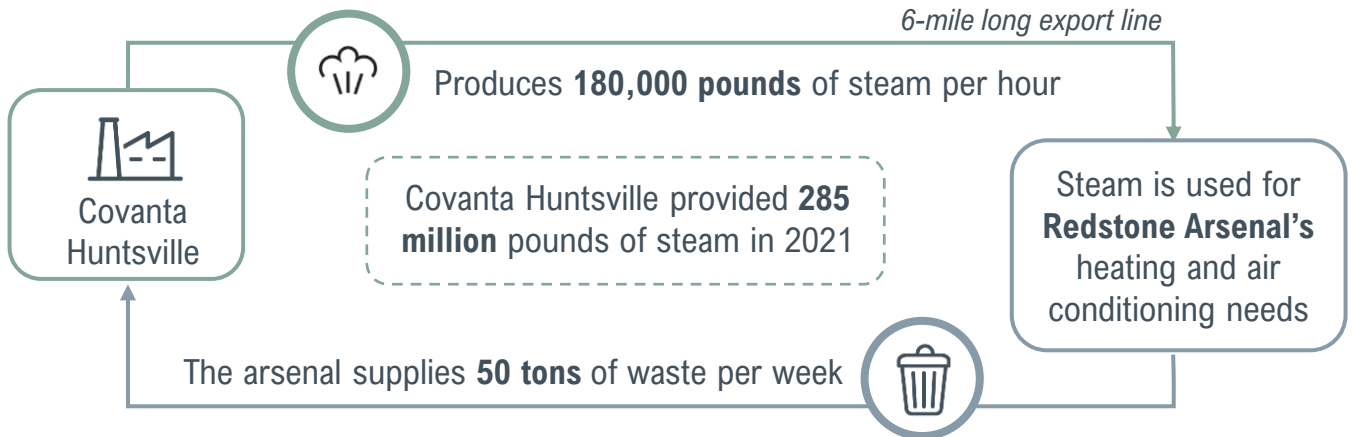 6-mile long export line
Produces 180,000 pounds of steam per hour
Covanta
Huntsville
Covanta Huntsville provided 285
million pounds of steam in 2021
Steam is used for
Redstone Arsenal's
heating and air
conditioning needs
The arsenal supplies 50 tons of waste per week